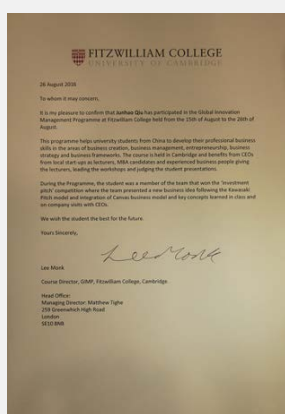 FITZWILLIAM COLLEGE
UNIVERSITY OF CAMBRIDGE
26 August 2016
To whom it may concern,
It is my pleasure to confirm that Junhao Qiu has participated in the Global Innovation
Management Programme at Fitzwilliam College held from the 15th of August to the 26th of
August.
This programme helps university students from China to develop their professional business
skills in the areas of business creation, business management, entrepreneurship, business
strategy and business frameworks. The course is held in Cambridge and benefits from CEOs
from local start ups as lecturers, MBA candidates and experienced business people giving
the lecturers, leading the workshops and judging the student presentations.
During the Programme, the student was a member of the team that won the 'Investment
pitch' competition where the team presented a new business idea following the Kawasaki
Pitch model and integration of Canvas business model and key concepts learned in class and
on company visits with CEOs.
We wish the student the best for the future.
Yours Sincerely,
Lee Monk
Lee Monk
Course Director, GIMP, Fitzwilliam College, Cambridge
Head Office:
Managing Director: Matthew Tighe
259 Greenwhich High Road
London
SE10 8NR